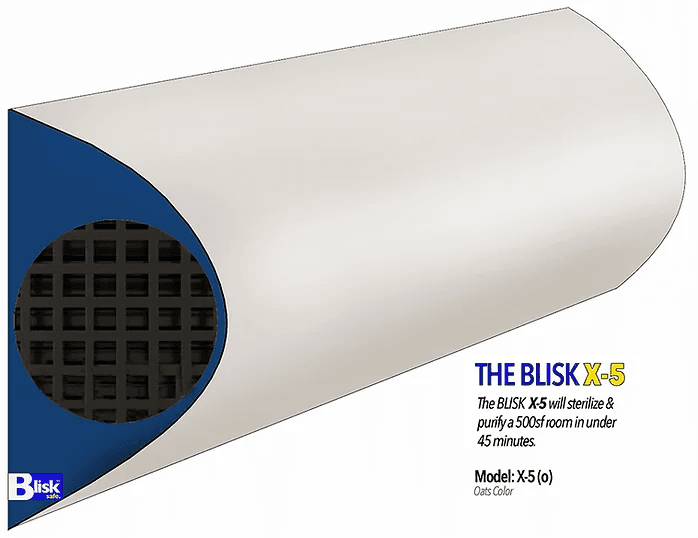 THE BLISK X-5
The BLISK X-5 will sterilize &
purify a 500sf room in under
45 minutes.
Model: X-5 (o)
Oats Color
Blisk™
safe.